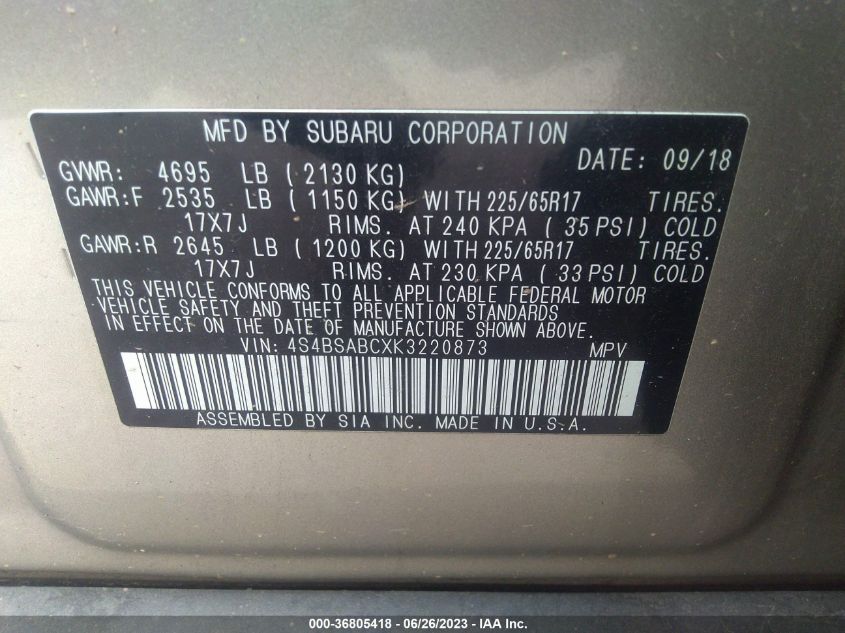 MFD BY SUBARU CORPORATION
DATE: 09/18
GVWR: 4695 LB ( 2130 KG)
GAWR:F 2535 LB ( 1150 KG) WITH 225/65R17 TIRES.
17X7J RIMS. AT 240 KPA ( 35 PSI) COLD
GAWR:R 2645 LB ( 1200 KG) WITH 225/65R17 TIRES.
17X7J RIMS. AT 230 KPA ( 33 PSI) COLD
THIS VEHICLE CONFORMS TO ALL APPLICABLE FEDERAL MOTOR
VEHICLE SAFETY AND THEFT PREVENTION STANDARDS
IN EFFECT ON THE DATE OF MANUFACTURE SHOWN ABOVE.
VIN: 4S4BSABCXK3220873 MPV
ASSEMBLED BY SIA INC. MADE IN U.S.A.
000-36805418 - 06/26/2023 - IAA Inc.